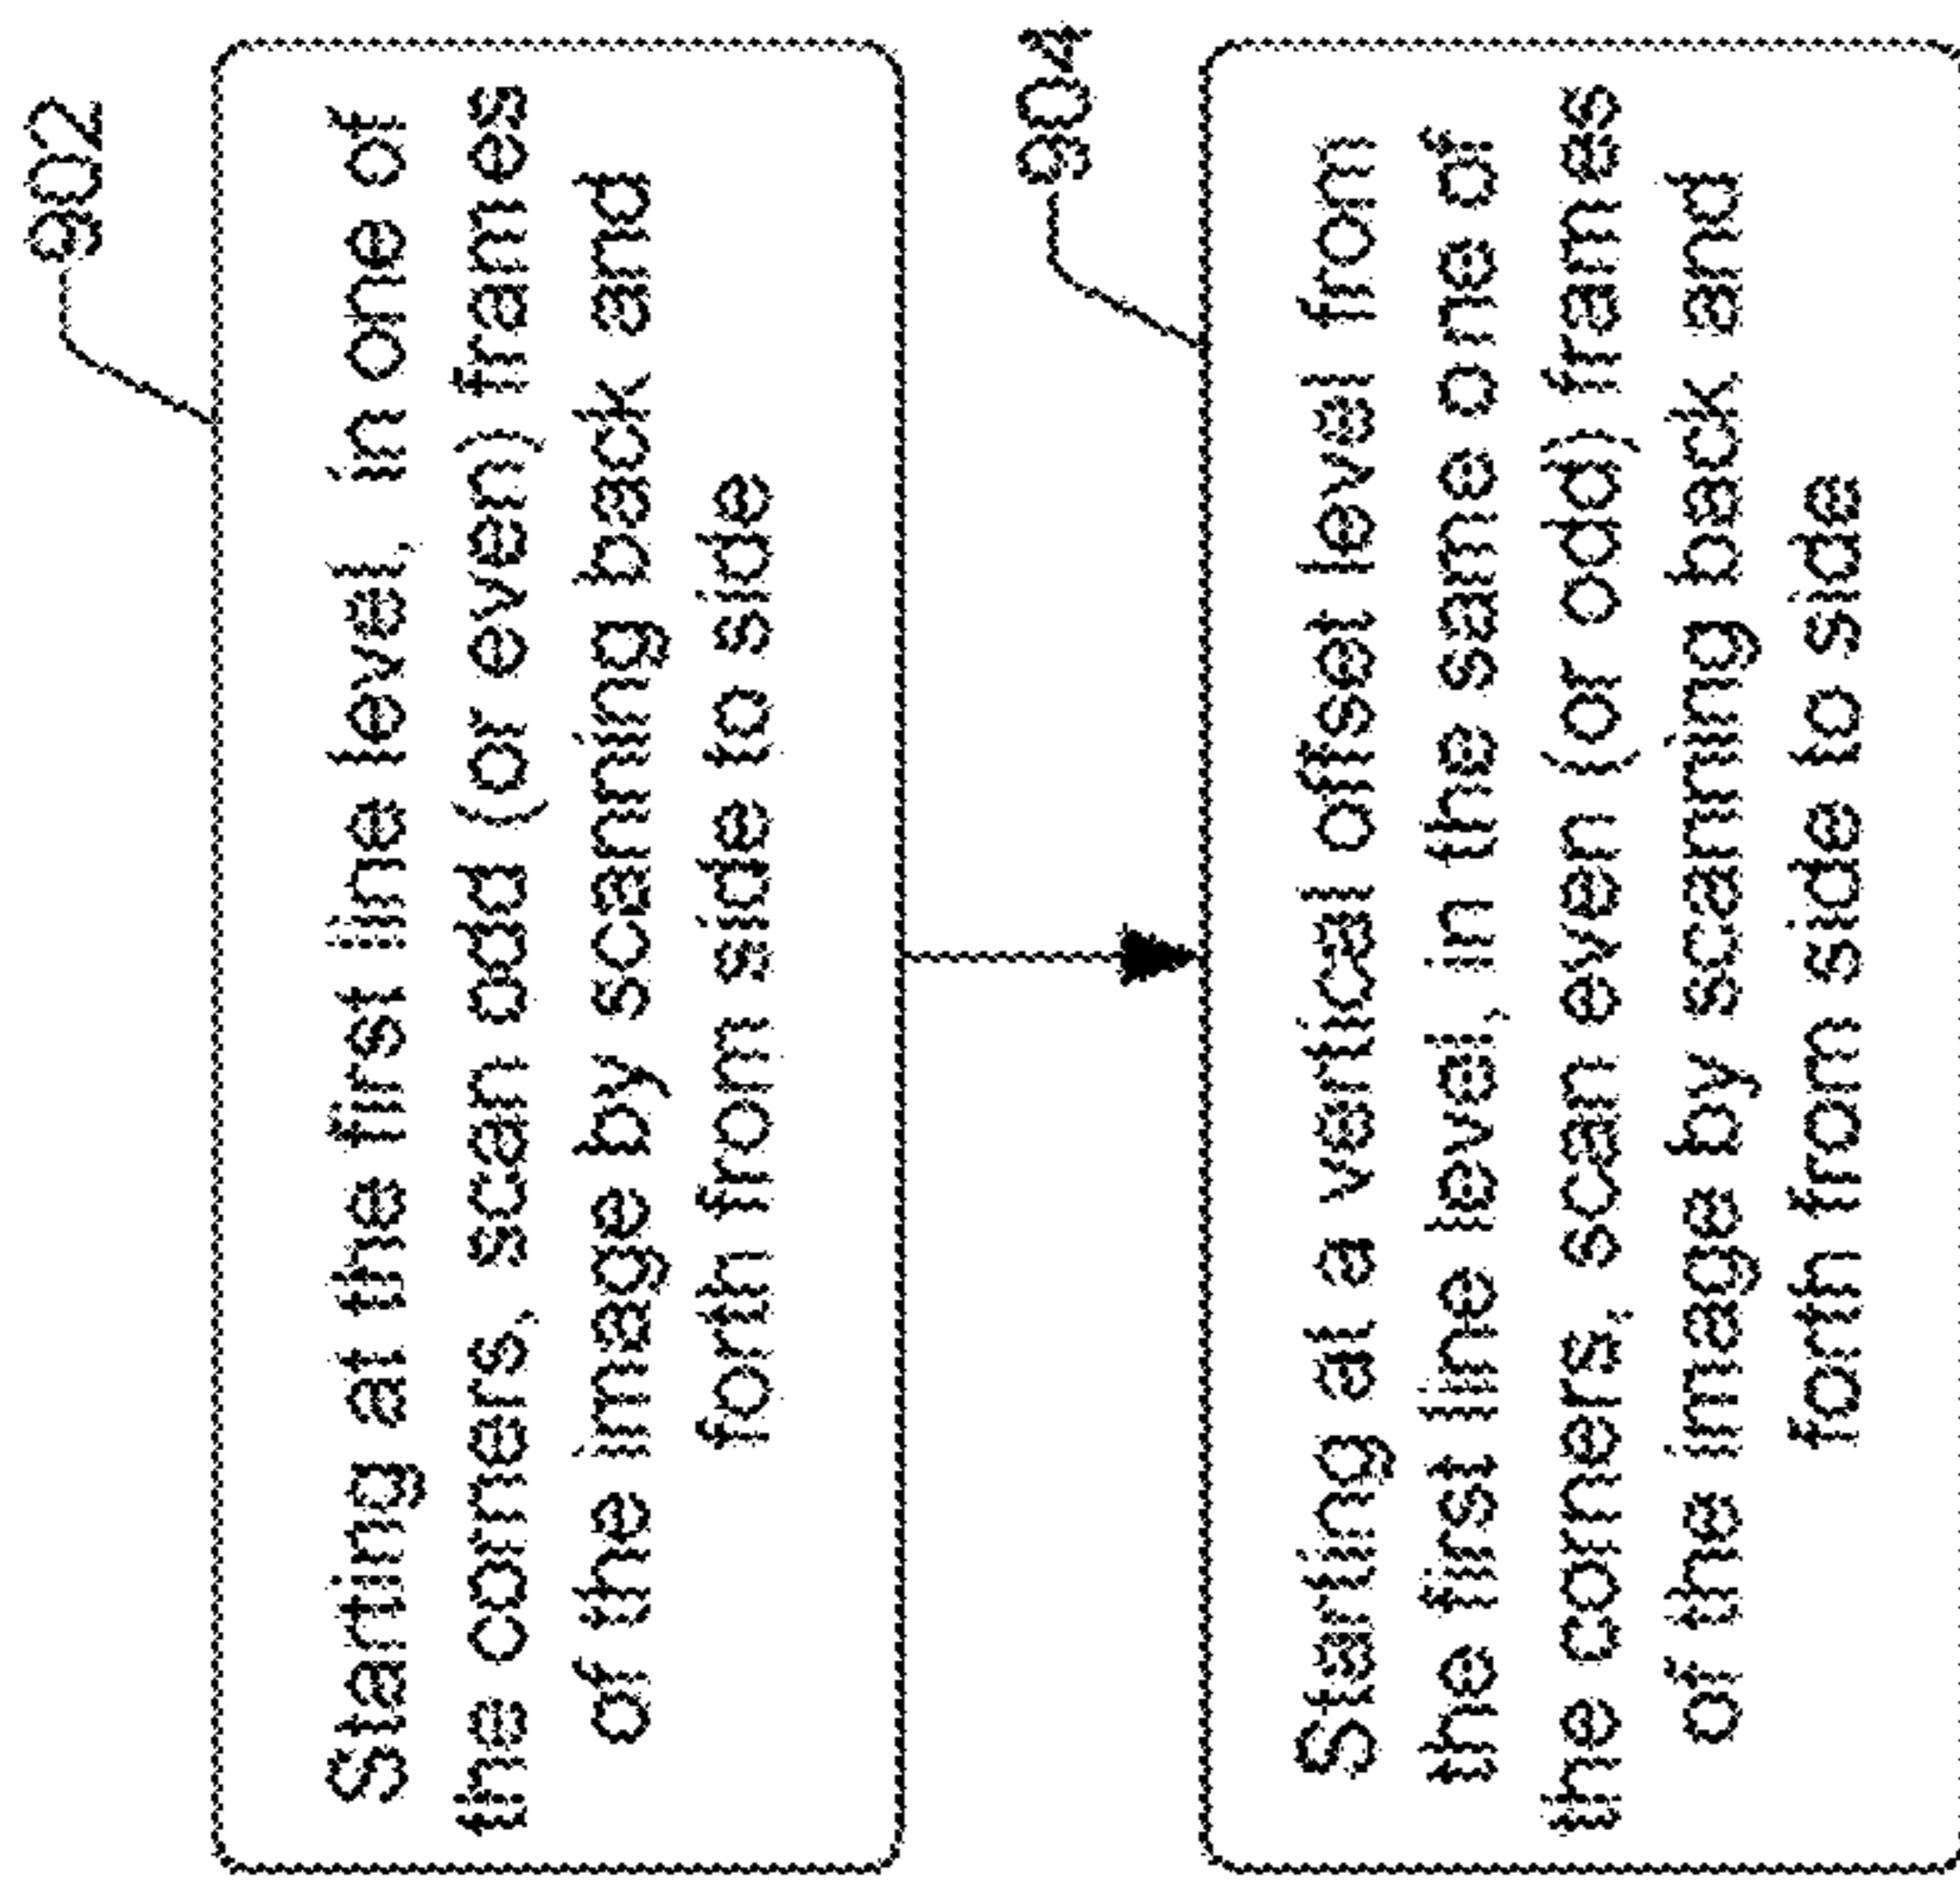 902
Starting at the first line level, in one of
the corners, scan odd (or even) frames
of the image by scanning back and
forth from side to side
904
Starting at a vertical offset level from
the first line level, in the same one of
the corners, scan even (or odd) frames
of the image by scanning back and
forth from side to side